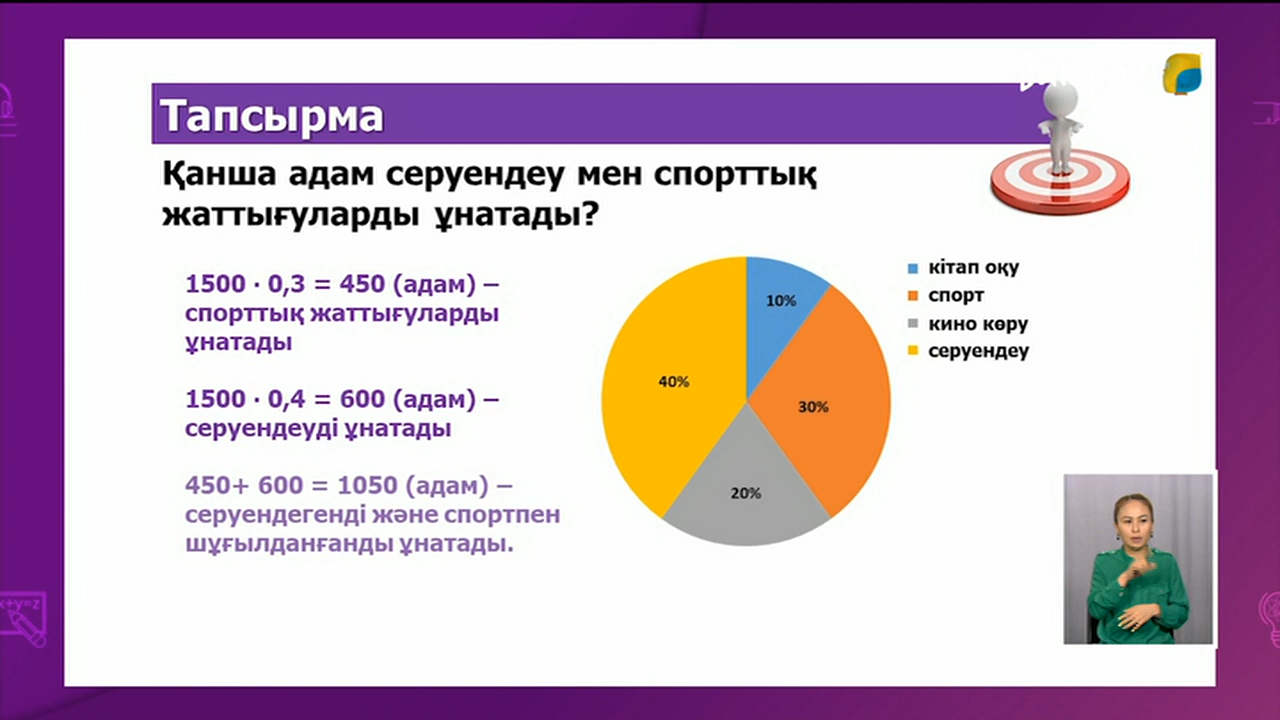 Тапсырма
Қанша адам серуендеу мен спорттық
жаттығуларды ұнатады?
1500 · 0,3 = 450 (адам) –
спорттық жаттығуларды
ұнатады
1500 · 0,4 = 600 (адам) –
серуендеуді ұнатады
450+ 600 = 1050 (адам) –
серуендегенді және спортпен
шұғылданғанды ұнатады.
10%
30%
20%
40%
кітап оқу
спорт
кино көру
серуендеу
x+y=z